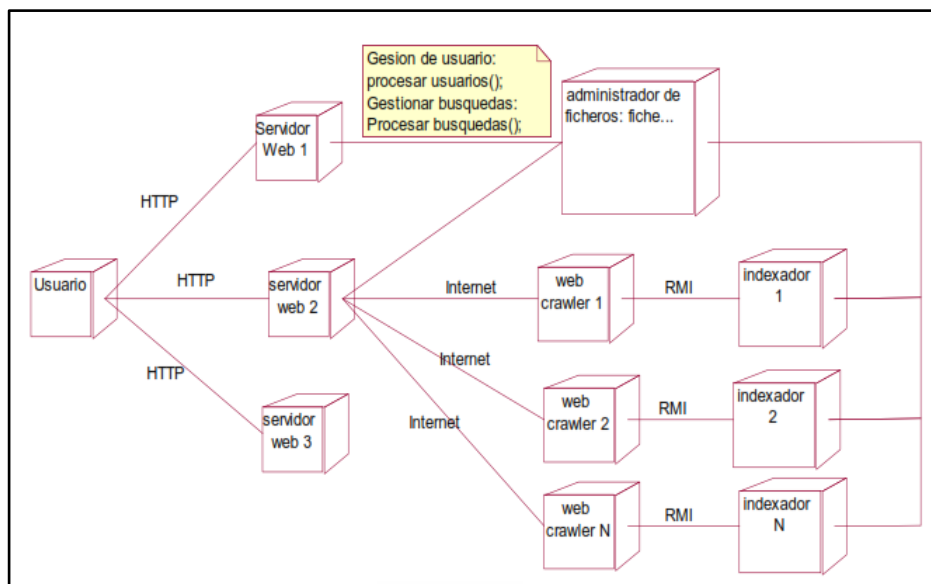 Gesion de usuario:
procesar usuarios();
Gestionar busquedas:
Procesar busquedas();
administrador de
ficheros: fiche...
Servidor
Web 1
HTTP
Usuario
HTTP
servidor
web 2
Internet
web
crawler 1
RMI
indexador
1
HTTP
Internet
servidor
web 3
Internet
web
crawler 2
RMI
indexador
2
web
crawler N
RMI
indexador
N